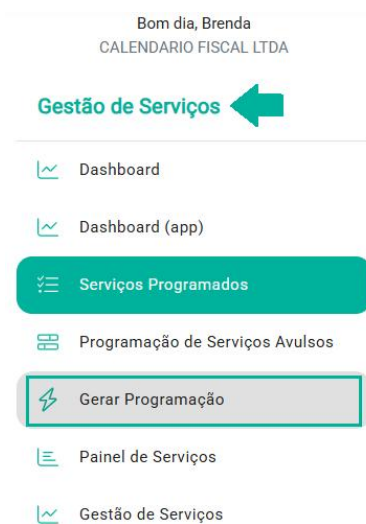 Bom dia, Brenda
CALENDARIO FISCAL LTDA
Gestão de Serviços
Dashboard
Dashboard (app)
Serviços Programados
Programação de Serviços Avulsos
Gerar Programação
Painel de Serviços
Gestão de Serviços